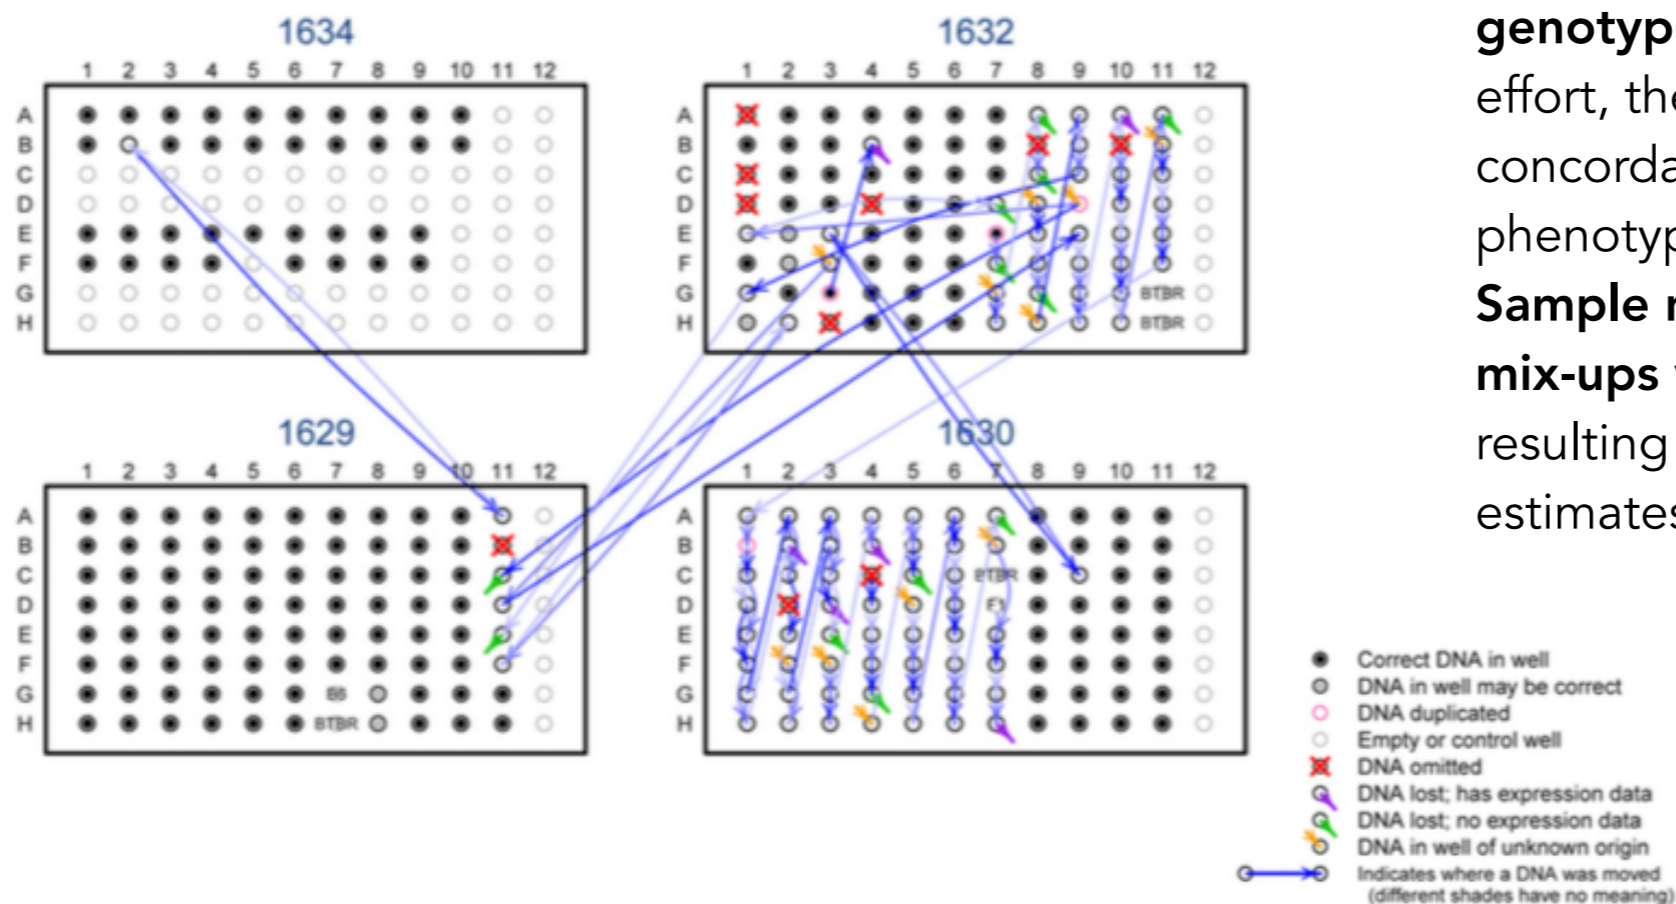 1634
1 2 3 4 5 6 7 8 9 10 11 12
A
B
C
D
E
F
G
H
1632
1 2 3 4 5 6 7 8 9 10 11 12
A
B
C
D
E
F
G BTBR
H BTBR
1629
1 2 3 4 5 6 7 8 9 10 11 12
A
B
C
D
E
F
G B6
H BTBR
1630
1 2 3 4 5 6 7 8 9 10 11 12
A
B
C BTBR
D F1
E
F
G
H
Correct DNA in well
DNA in well may be correct
DNA duplicated
Empty or control well
DNA omitted
DNA lost; has expression data
DNA lost; no expression data
DNA in well of unknown origin
Indicates where a DNA was moved
(different shades have no meaning)
genotyp
effort, the
concorda
phenotyp
Sample
mix-ups
resulting
estimates